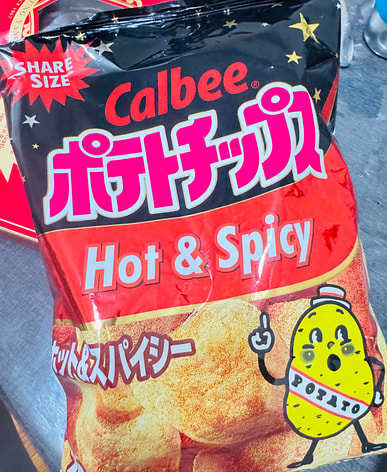 SHARE
SIZE
Calbee®
ポテトチップス
Hot & Spicy
ホット&スパイシー
POTATO